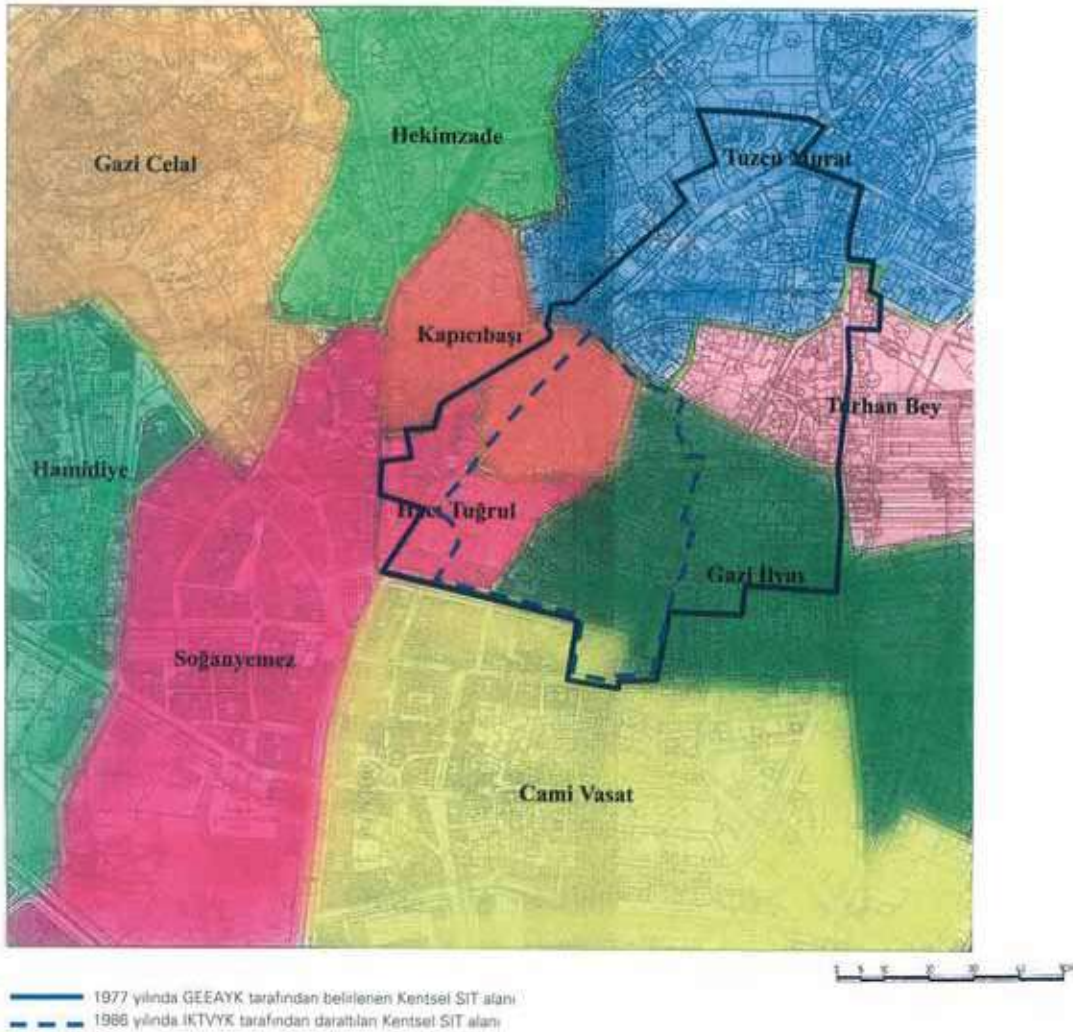 Hekimzade
Gazi Celal
Tuzcu Murat
Kapıcıbaşı
Turhan Bey
Hamidiye
Hacı Tuğrul
Gazi İlyas
Soğanyemez
Cami Vasat
1977 yılında GEEAYK tarafından belirlenen Kentsel SIT alanı
1986 yılında IKTVYK tarafından daraltılan Kentsel SIT alanı